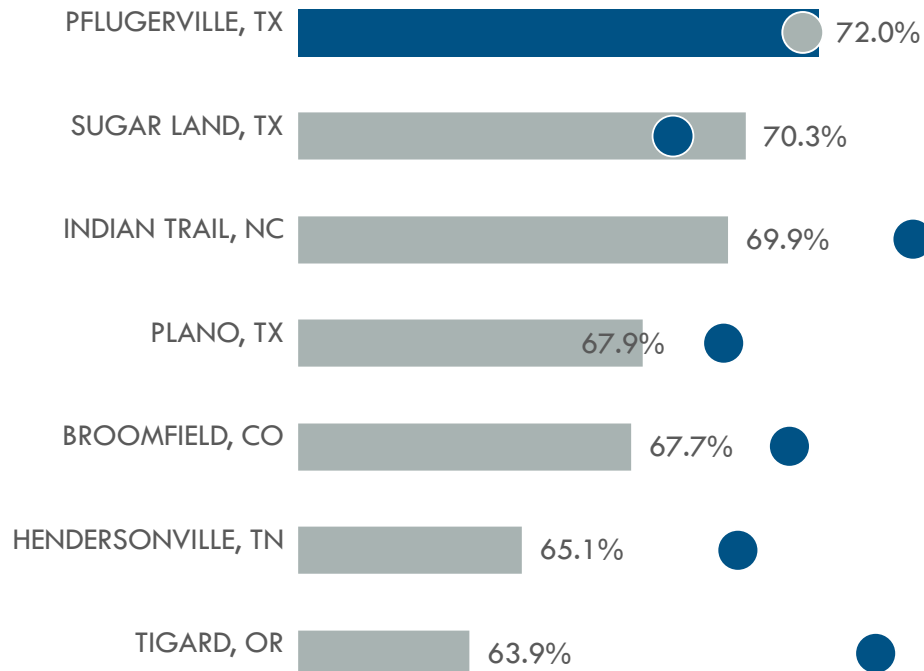 PFLUGERVILLE, TX 72.0%
SUGAR LAND, TX 70.3%
INDIAN TRAIL, NC 69.9%
PLANO, TX 67.9%
BROOMFIELD, CO 67.7%
HENDERSONVILLE, TN 65.1%
TIGARD, OR 63.9%